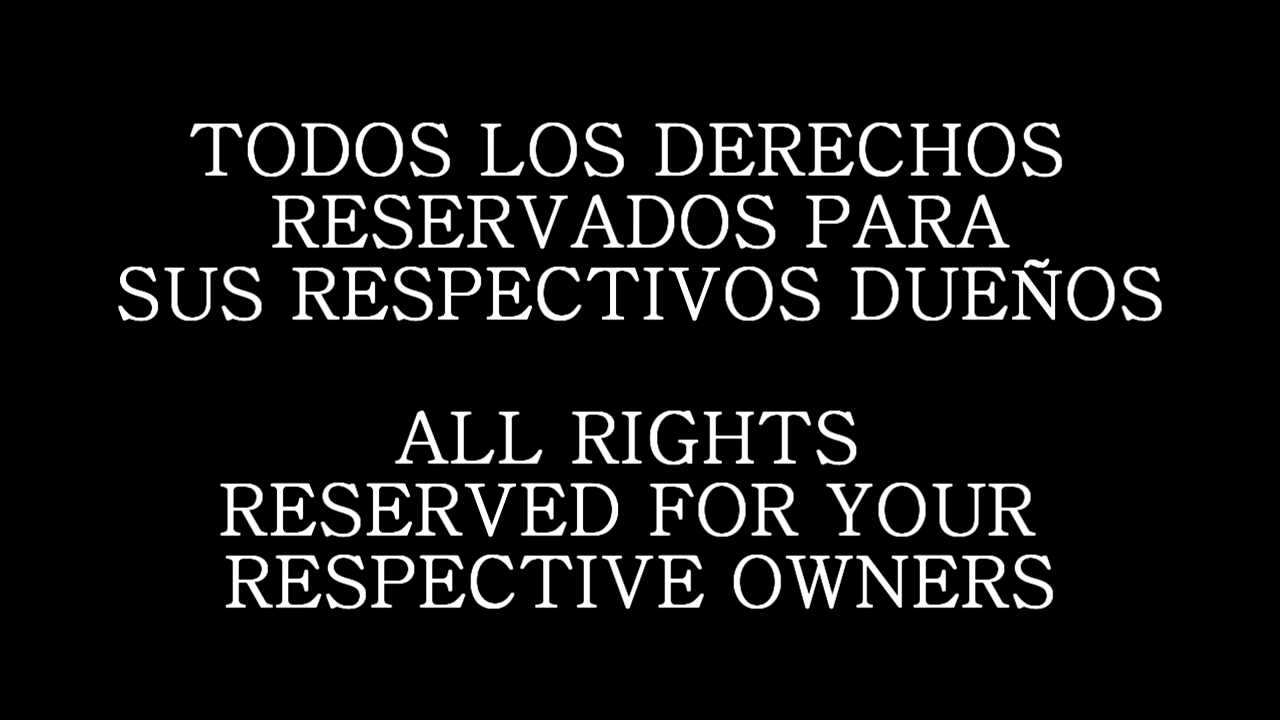 TODOS LOS DERECHOS
RESERVADOS PARA
SUS RESPECTIVOS DUEÑOS
ALL RIGHTS
RESERVED FOR YOUR
RESPECTIVE OWNERS